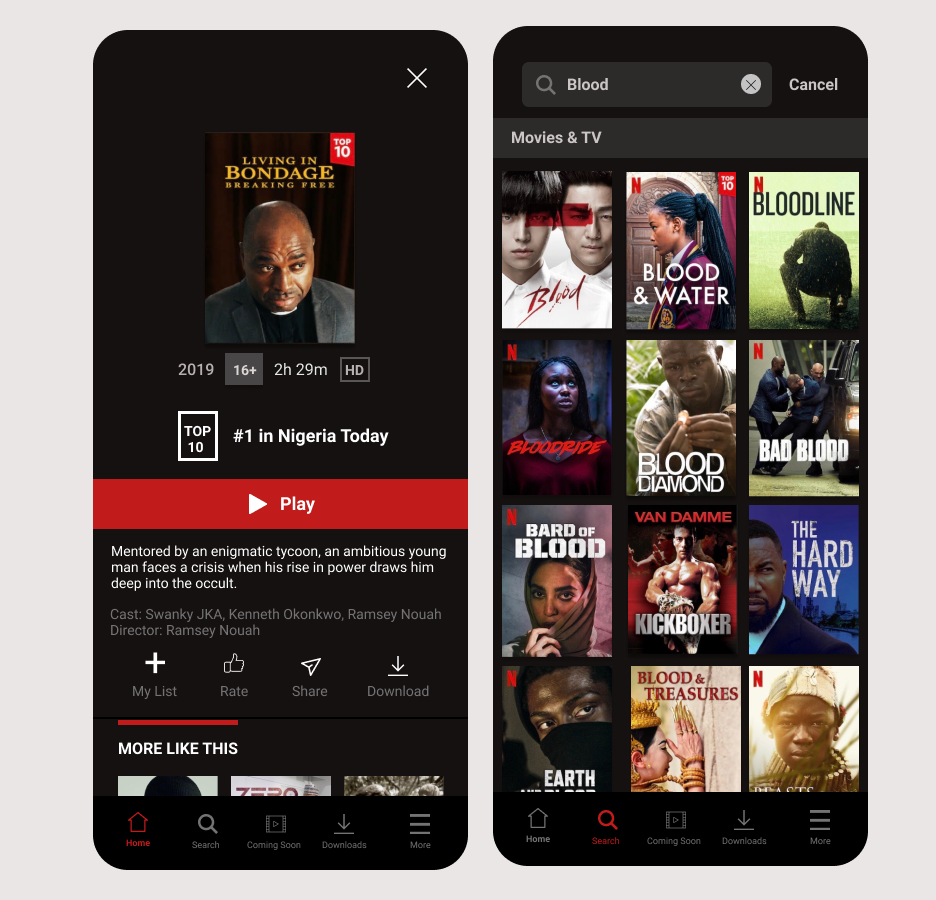 LIVING IN
BONDAGE
BREAKING FREE
TOP
10
2019 16+ 2h 29m HD
TOP
10
#1 in Nigeria Today
Play
Mentored by an enigmatic tycoon, an ambitious young
man faces a crisis when his rise in power draws him
deep into the occult.
Cast: Swanky JKA, Kenneth Okonkwo, Ramsey Nouah
Director: Ramsey Nouah
My List Rate Share Download
MORE LIKE THIS
ZERO
Home Search Coming Soon Downloads More
Blood Cancel
Movies & TV
Blood
N
TOP
10
BLOOD
& WATER
N
BLOODLINE
N
BLOODRIDE
BLOOD
DIAMOND
N
BAD BLOOD
N
BARD OF
BLOOD
VAN DAMME
KICKBOXER
THE
HARD
WAY
N
EARTH
BLOOD &
TREASURES
N
BEASTS
Home Search Coming Soon Downloads More